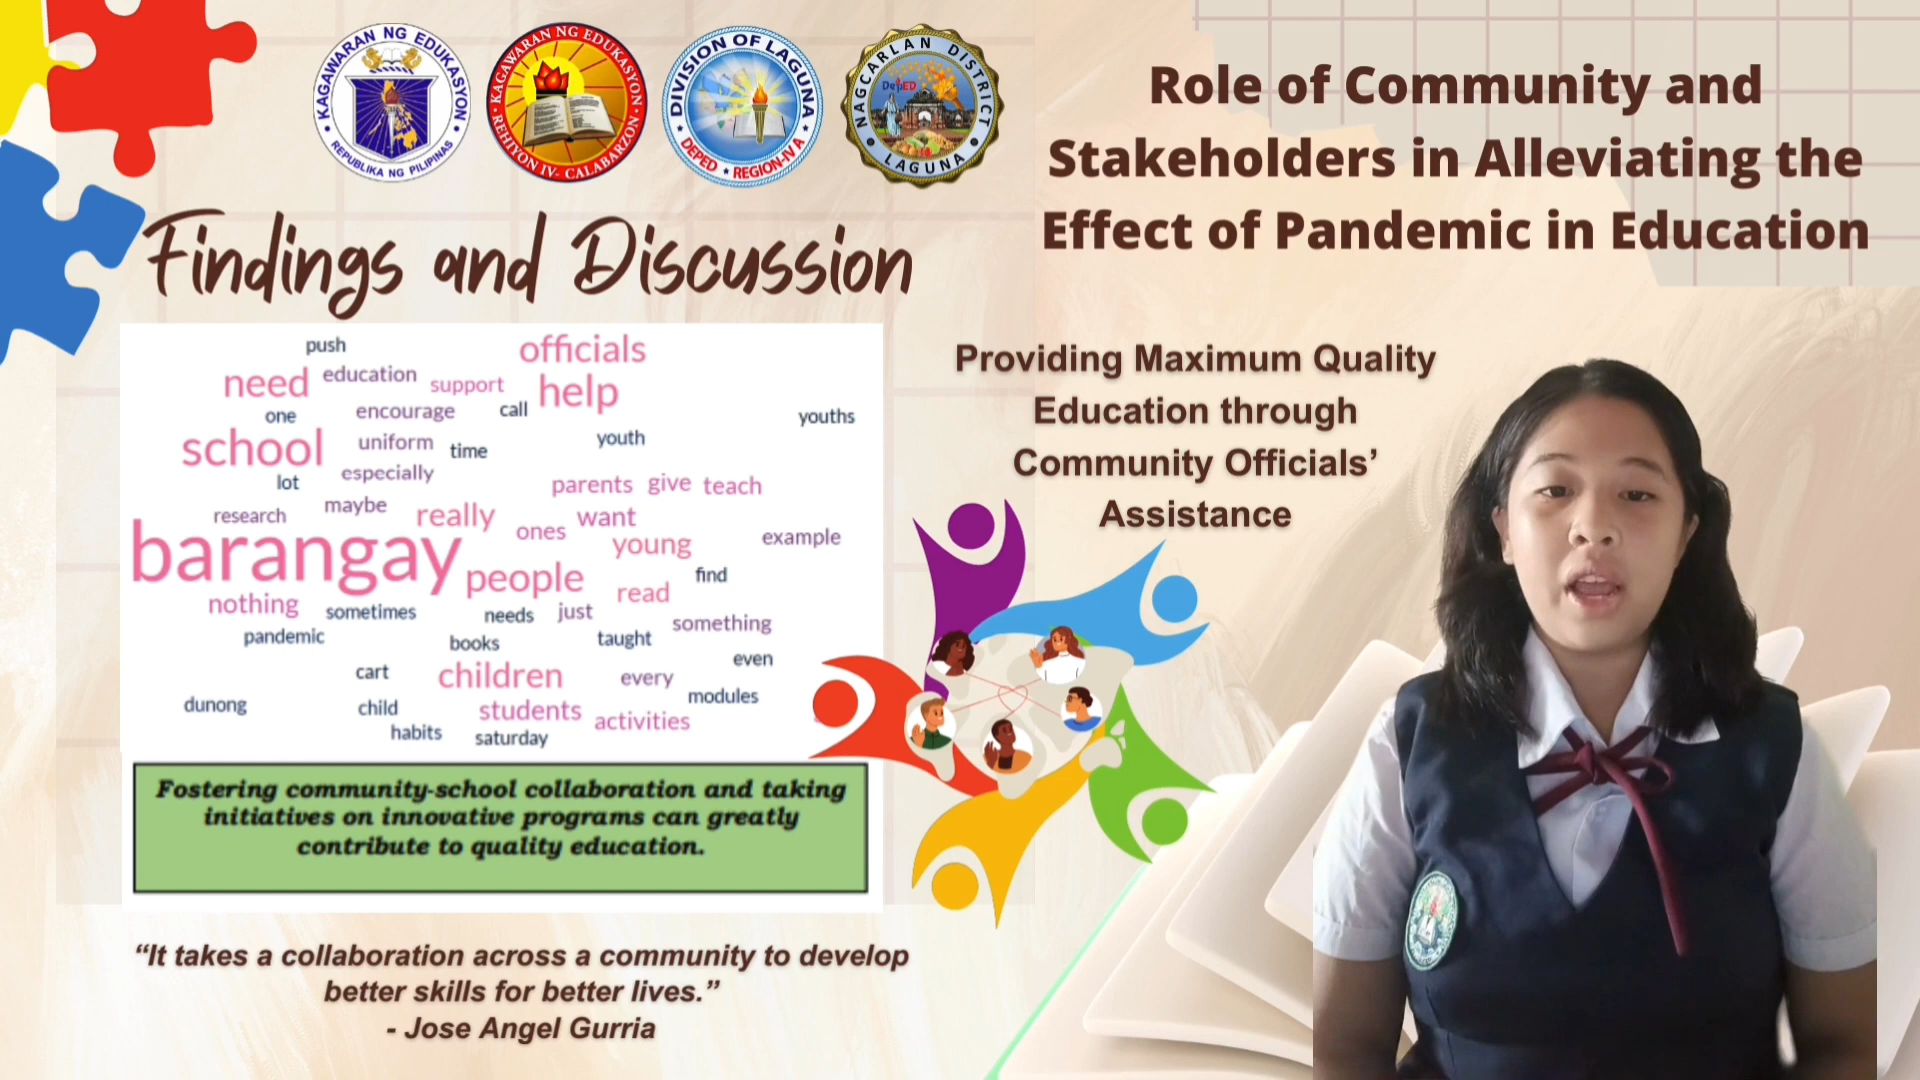 KAGAWARAN NG EDUKASYON
REPUBLIKA NG PILIPINAS
KAGAWARAN NG EDUKASYON
REHIYON IV- CALABARZON
DIVISION OF LAGUNA
DEPED REGION-IV A
NAGCARLAN DISTRICT
DepED
LAGUNA
Role of Community and
Stakeholders in Alleviating the
Effect of Pandemic in Education
Findings and Discussion
push
officials
need
education
support
help
one
encourage
call
youths
school
uniform
time
youth
lot
especially
parents
give
teach
research
maybe
really
ones
want
young
example
barangay
people
read
find
nothing
sometimes
needs
just
something
pandemic
books
taught
even
cart
children
every
modules
dunong
child
students
activities
habits
saturday
Providing Maximum Quality
Education through
Community Officials’
Assistance
Fostering community-school collaboration and taking
initiatives on innovative programs can greatly
contribute to quality education.
“It takes a collaboration across a community to develop
better skills for better lives.”
- Jose Angel Gurria